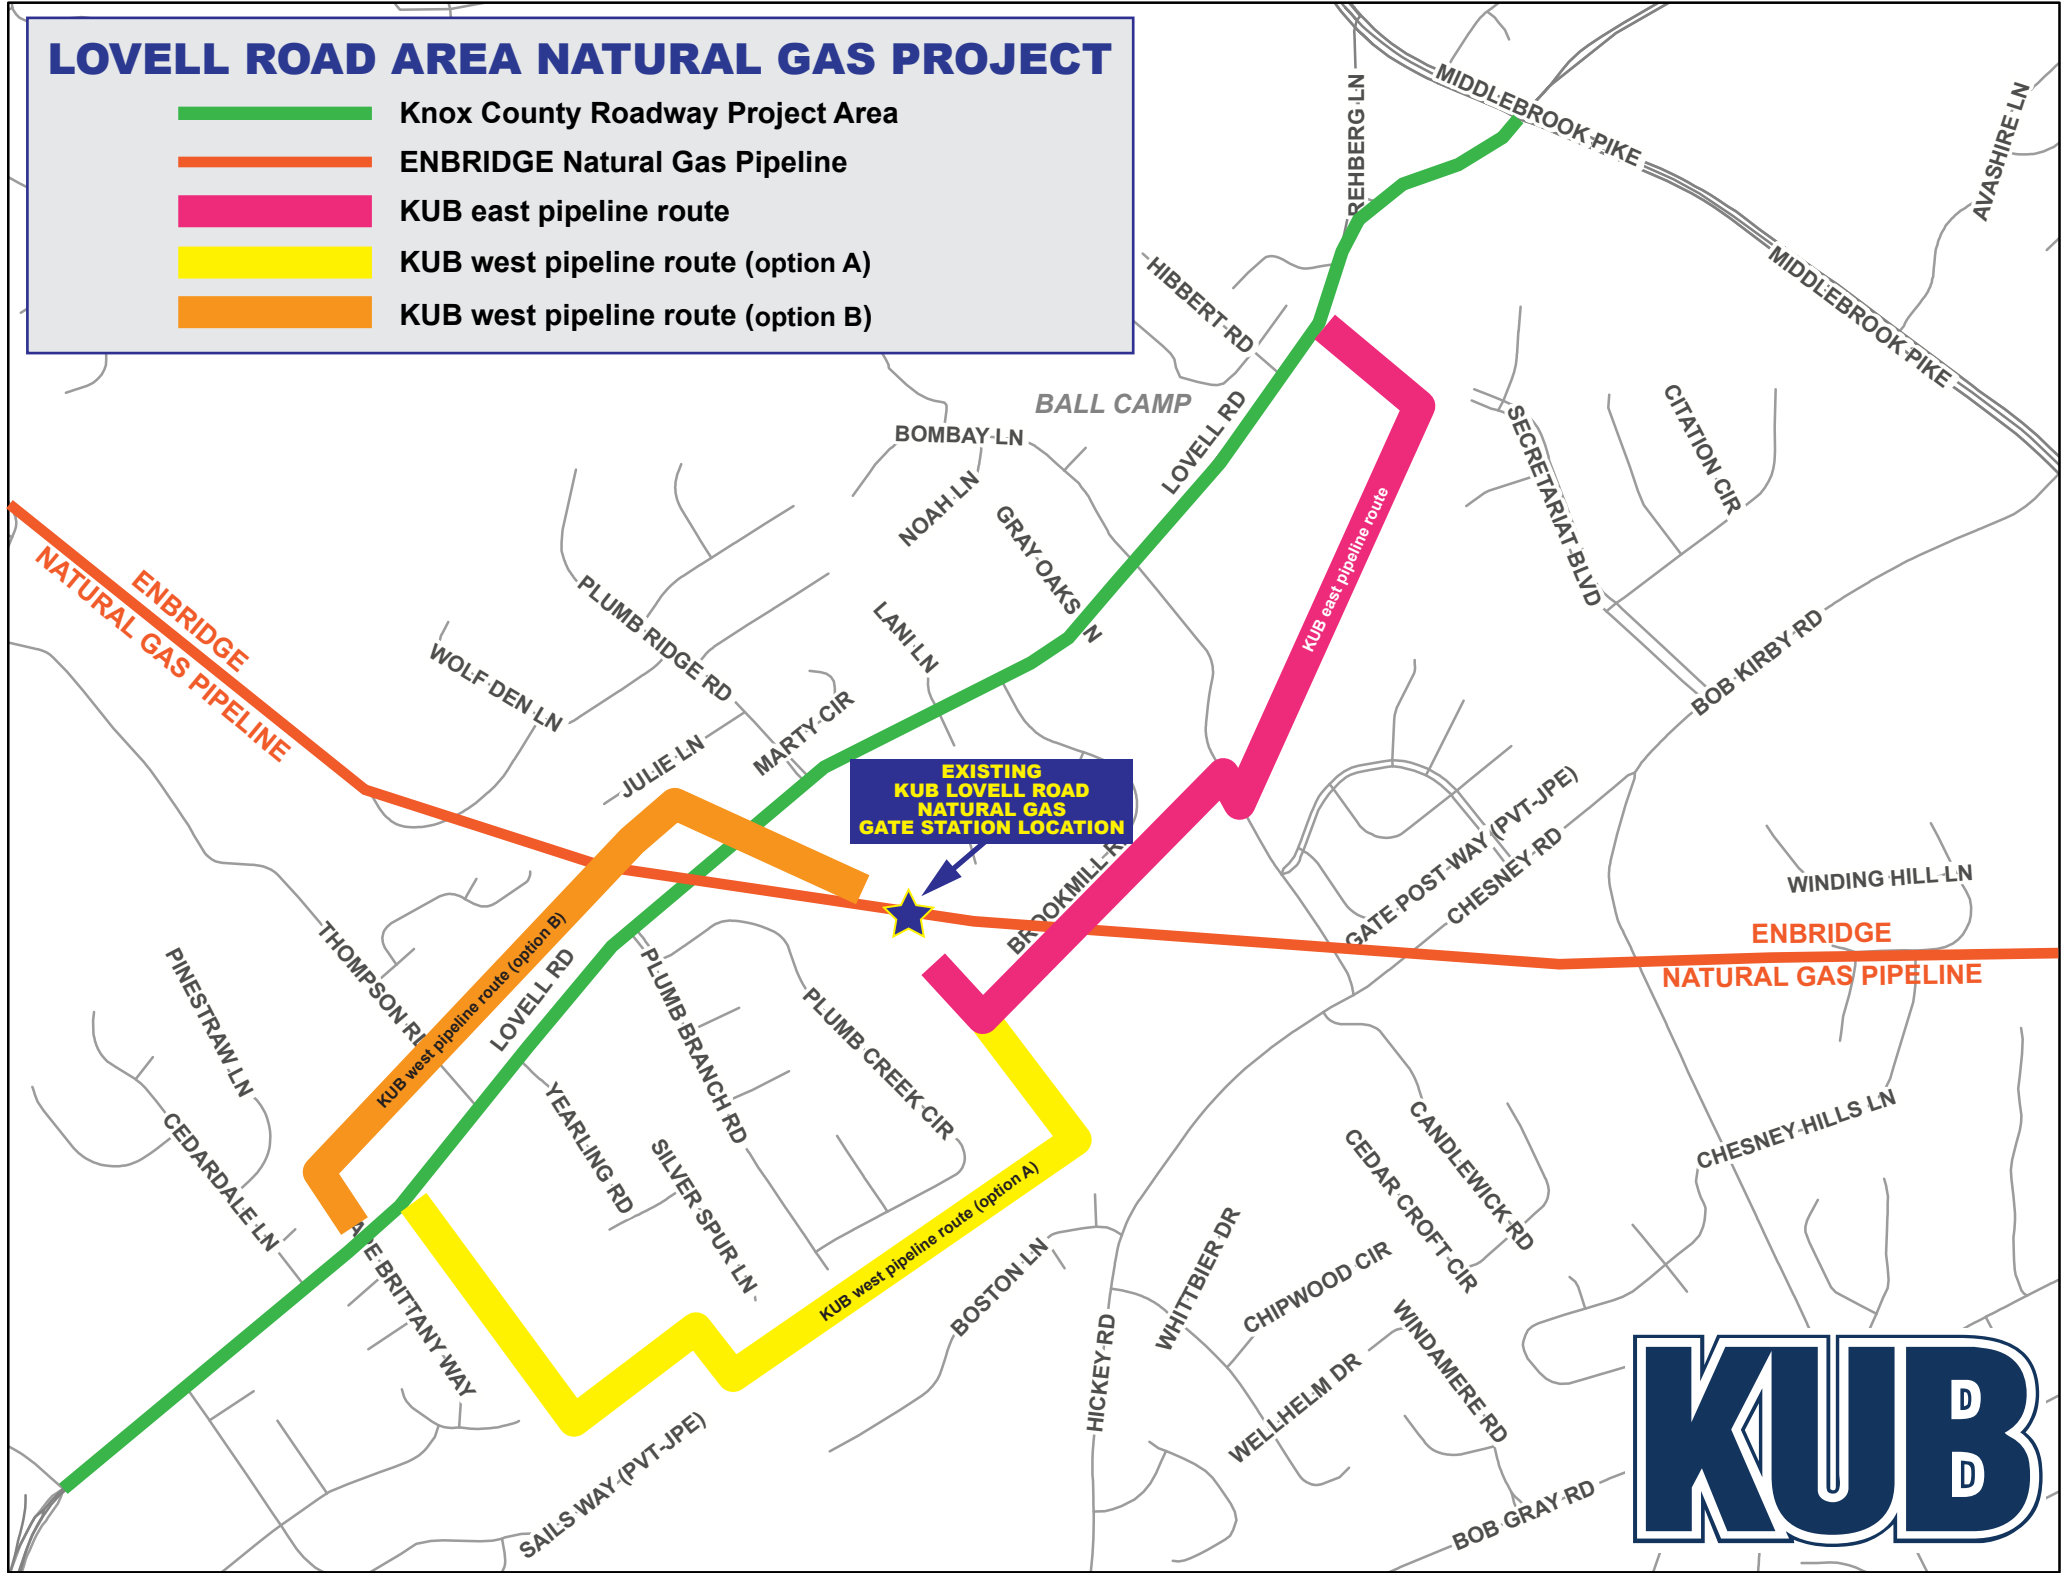 LOVELL ROAD AREA NATURAL GAS PROJECT
Knox County Roadway Project Area
ENBRIDGE Natural Gas Pipeline
KUB east pipeline route
KUB west pipeline route (option A)
KUB west pipeline route (option B)
MIDDLEBROOK PIKE
REHBERG LN
AVASHIRE LN
MIDDLEBROOK PIKE
HIBBERT RD
BALL CAMP
LOVELL RD
BOMBAY LN
NOAH LN
GRAY OAKS
SECRETARIAT BLVD
CITATION CIR
KUB east pipeline route
ENBRIDGE
NATURAL GAS PIPELINE
PLUMB RIDGE RD
LANI LN
WOLF DEN LN
BOB KIRBY RD
JULIE LN
MARTY CIR
EXISTING
KUB LOVELL ROAD
NATURAL GAS
GATE STATION LOCATION
BROOKMILL
GATE POST WAY (PVT-JPE)
CHESNEY RD
WINDING HILL LN
ENBRIDGE
NATURAL GAS PIPELINE
THOMPSON
KUB west pipeline route (option B)
LOVELL RD
PINESTRAW LN
PLUMB BRANCH RD
PLUMB CREEK CIR
CEDARDALE LN
YEARLING RD
SILVER SPUR LN
KUB west pipeline route (option A)
CANDLEWICK RD
CEDAR CROFT CIR
CHESNEY HILLS LN
BRITTANY WAY
BOSTON LN
WHITTBIER DR
CHIPWOOD CIR
HICKEY RD
WELLHELM DR
WINDAMERE RD
SAILS WAY (PVT-JPE)
BOB GRAY RD
KUB